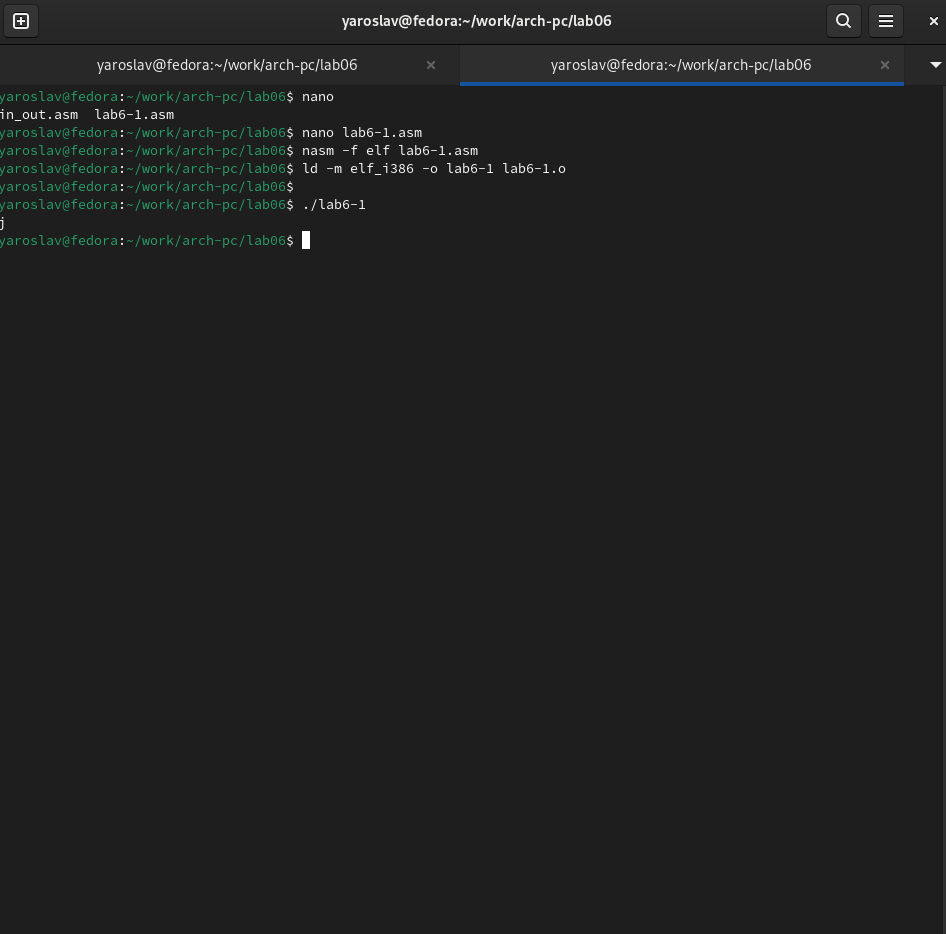 yaroslav@fedora:~/work/arch-pc/lab06
yaroslav@fedora:~/work/arch-pc/lab06
yaroslav@fedora:~/work/arch-pc/lab06
yaroslav@fedora:~/work/arch-pc/lab06$ nano
in_out.asm  lab6-1.asm
yaroslav@fedora:~/work/arch-pc/lab06$ nano lab6-1.asm
yaroslav@fedora:~/work/arch-pc/lab06$ nasm -f elf lab6-1.asm
yaroslav@fedora:~/work/arch-pc/lab06$ ld -m elf_i386 -o lab6-1 lab6-1.o
yaroslav@fedora:~/work/arch-pc/lab06$
yaroslav@fedora:~/work/arch-pc/lab06$ ./lab6-1
j
yaroslav@fedora:~/work/arch-pc/lab06$